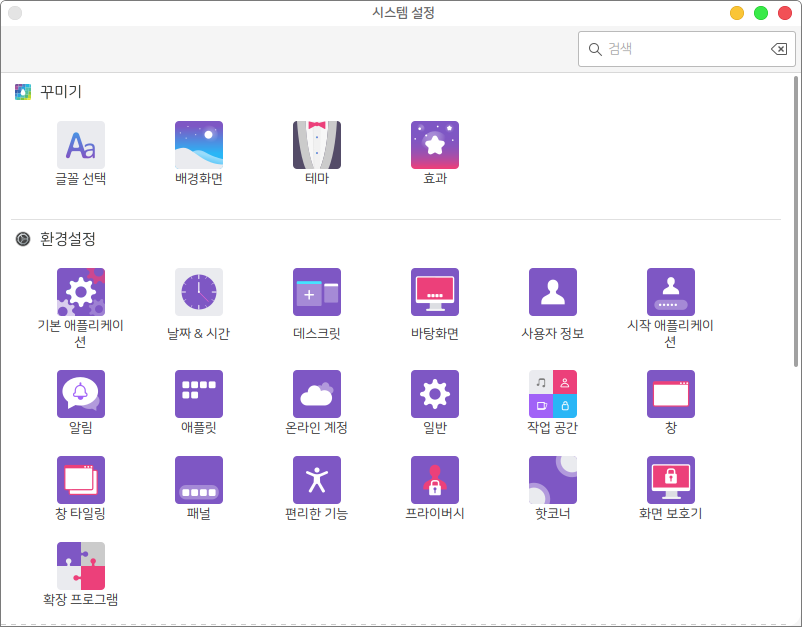 시스템 설정
검색
꾸미기
Aa
글꼴 선택
배경화면
테마
효과
환경설정
기본 애플리케이
션
날짜 & 시간
데스크릿
바탕화면
사용자 정보
시작 애플리케이
션
알림
애플릿
온라인 계정
일반
작업 공간
창
창 타일링
패널
편리한 기능
프라이버시
핫코너
화면 보호기
확장 프로그램